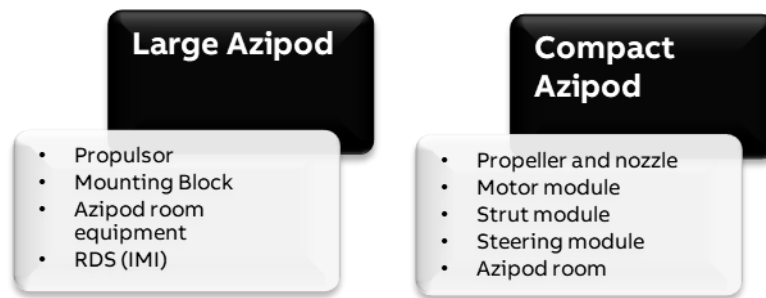 Large Azipod
• Propulsor
• Mounting Block
• Azipod room
equipment
• RDS (IMI)
Compact
Azipod
• Propeller and nozzle
• Motor module
• Strut module
• Steering module
• Azipod room